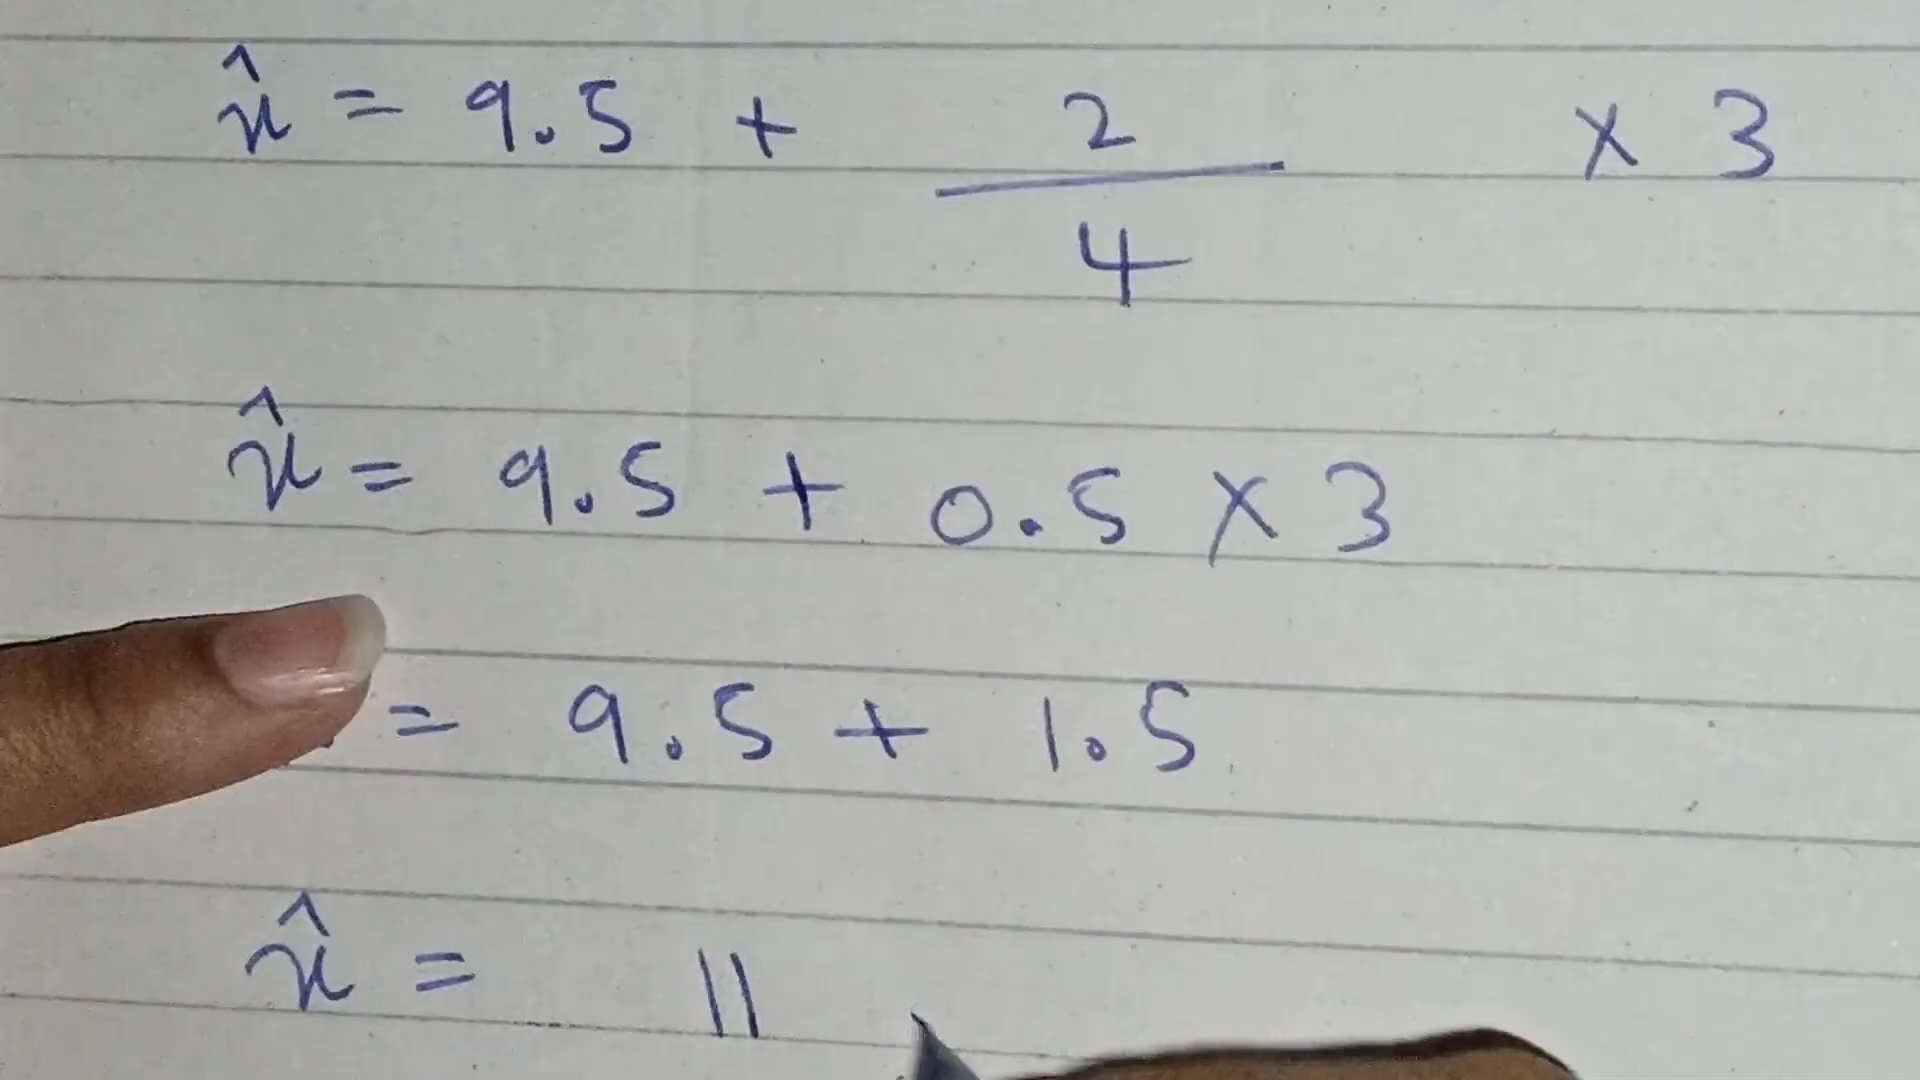 x̂ = 9.5 + 2/4 × 3
x̂ = 9.5 + 0.5 × 3
= 9.5 + 1.5
x̂ = 11